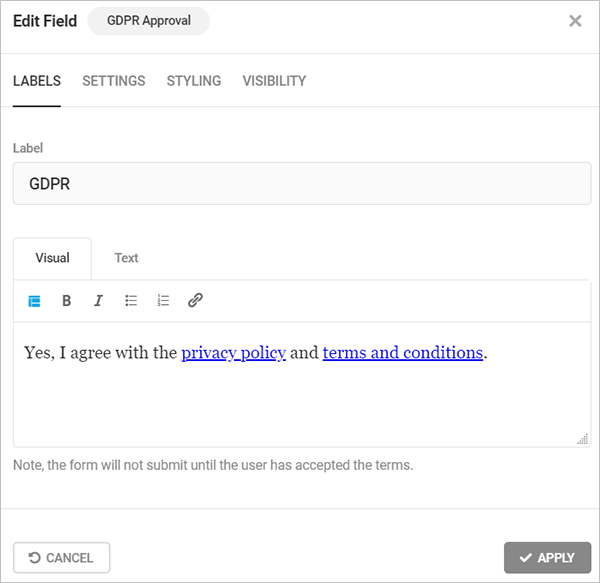 Edit Field GDPR Approval
LABELS SETTINGS STYLING VISIBILITY
Label
GDPR
Visual Text
B I
Yes, I agree with the privacy policy and terms and conditions.
Note, the form will not submit until the user has accepted the terms.
CANCEL APPLY